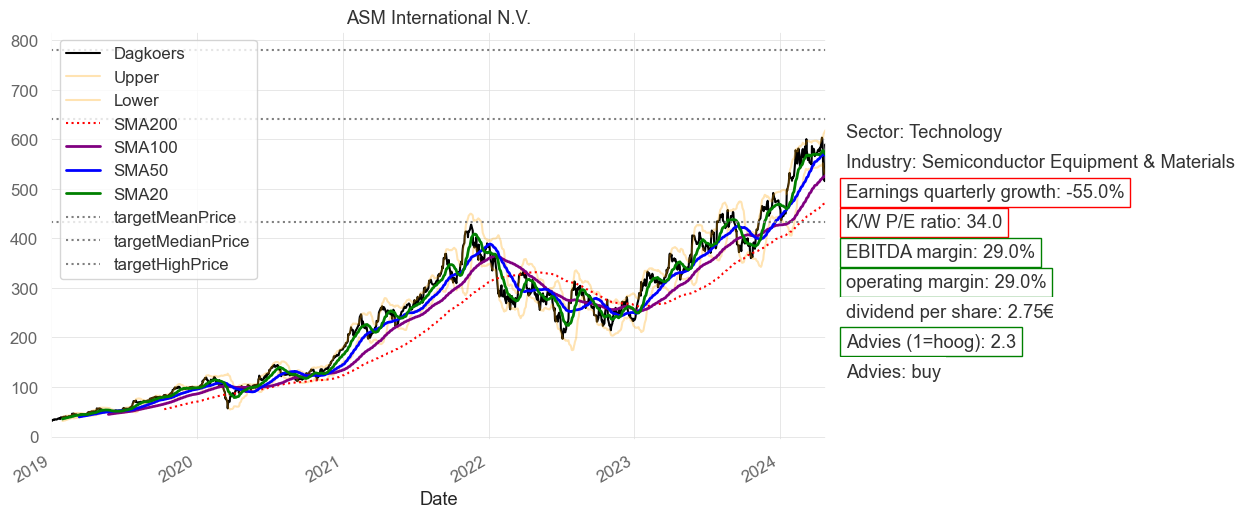 ASM International N.V.
800
700
600
500
400
300
200
100
0
Dagkoers
Upper
Lower
SMA200
SMA100
SMA50
SMA20
targetMeanPrice
targetMedianPrice
targetHighPrice
2019
2020
2021
2022
2023
2024
Date
Sector: Technology
Industry: Semiconductor Equipment & Materials
Earnings quarterly growth: -55.0%
K/W P/E ratio: 34.0
EBITDA margin: 29.0%
operating margin: 29.0%
dividend per share: 2.75€
Advies (1=hoog): 2.3
Advies: buy